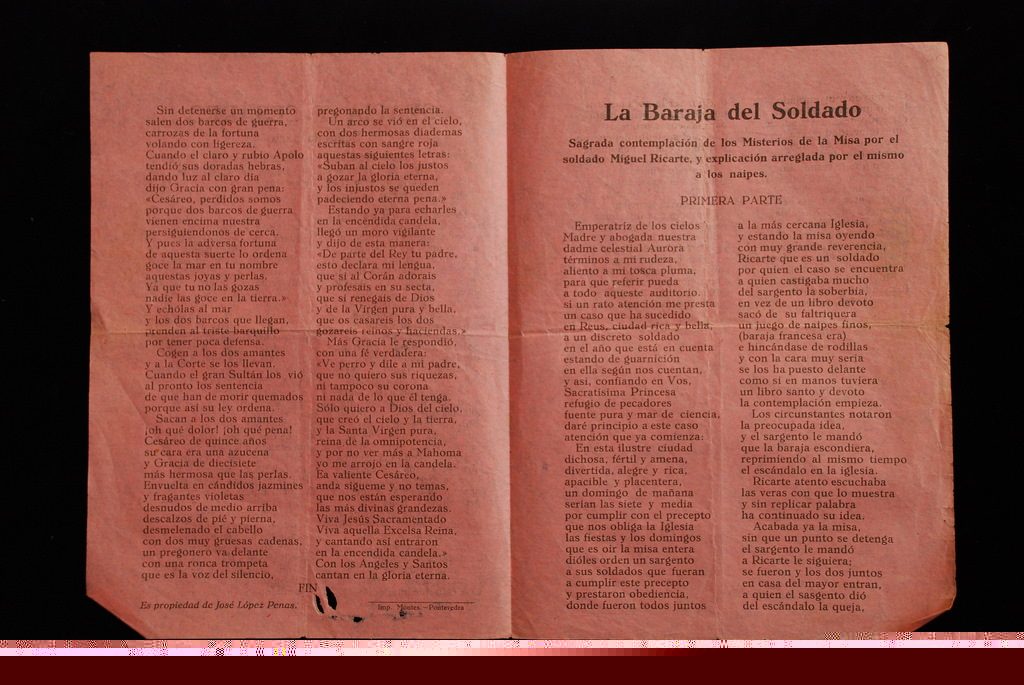 Sin detenerse un momento
salen dos barcos de guerra,
carrozas de la fortuna
volando con ligereza.
Cuando el claro y rubio Apolo
tendió sus doradas hebras,
dando luz al claro día
dijo Gracia con gran pena:
«Cesáreo, perdidos somos
porque dos barcos de guerra
vienen encima nuestra
persiguiendonos de cerca.
Y pues la adversa fortuna
de aquesta suerte lo ordena
goce la mar en tu nombre
aquestas joyas y perlas.
Ya que tu no las gozas
nadie las goce en la tierra.»
Y echólas al mar
y los dos barcos que llegan,
prenden al triste barquillo
por tener poca defensa.
Cogen a los dos amantes
y a la Corte se los llevan.
Cuando el gran Sultán los vió
al pronto los sentencia
de que han de morir quemados
porque así su ley ordena.
Sacan a los dos amantes
¡oh qué dolor! ¡oh qué pena!
Cesáreo de quince años
su cara era una azucena
y Gracia de diecisiete
más hermosa que las perlas.
Envuelta en cándidos jazmines
y fragantes violetas
desnudos de medio arriba
descalzos de pié y pierna,
desmelenado el cabello
con dos muy gruesas cadenas,
un pregonero va delante
con una ronca trompeta
que es la voz del silencio,
pregonando la sentencia.
Un arco se vió en el cielo,
con dos hermosas diademas
escritas con sangre roja
aquestas siguientes letras:
«Suban al cielo los justos
a gozar la gloria eterna,
y los injustos se queden
padeciendo eterna pena.»
Estando ya para echarles
en la encendida candela,
llegó un moro vigilante
y dijo de esta manera:
«De parte del Rey tu padre,
esto declara mi lengua,
que si al Corán adorais
y profesais en su secta,
que si renegais de Dios
y de la Virgen pura y bella,
que os casareis los dos
gozareis reinos y haciendas.»
Más Gracia le respondió,
con una fé verdadera:
«Ve perro y dile a mi padre,
que no quiero sus riquezas,
ni tampoco su corona
ni nada de lo que él tenga.
Sólo quiero a Dios del cielo,
que creó el cielo y la tierra,
y la Santa Virgen pura,
reina de la omnipotencia,
y por no ver más a Mahoma
yo me arrojo en la candela.
Ea valiente Cesáreo,
anda sígueme y no temas,
que nos están esperando
las más divinas grandezas.
Viva Jesús Sacramentado
Viva aquella Excelsa Reina,
y cantando así entraron
en la encendida candela.»
Con los Angeles y Santos
cantan en la gloria eterna.
FIN
Es propiedad de José López Penas.
Imp. Montes.—Pontevedra
La Baraja del Soldado
Sagrada contemplación de los Misterios de la Misa por el
soldado Miguel Ricarte, y explicación arreglada por el mismo
a los naipes.
PRIMERA PARTE
Emperatriz de los cielos
Madre y abogada nuestra
dadme celestial Aurora
términos a mi rudeza,
aliento a mi tosca pluma,
para que referir pueda
a todo aqueste auditorio
si un rato atención me presta
un caso que ha sucedido
en Reus, ciudad rica y bella,
a un discreto soldado
en el año que está en cuenta
estando de guarnición
en ella según nos cuentan,
y así, confiando en Vos,
Sacratísima Princesa
refugio de pecadores
fuente pura y mar de ciencia,
daré principio a este caso
atención que ya comienza:
En esta ilustre ciudad
dichosa, fértil y amena,
divertida, alegre y rica,
apacible y placentera,
un domingo de mañana
serían las siete y media
por cumplir con el precepto
que nos obliga la Iglesia
las fiestas y los domingos
que es oir la misa entera
dióles orden un sargento
a sus soldados que fueran
a cumplir este precepto
y prestaron obediencia,
donde fueron todos juntos
a la más cercana Iglesia,
y estando la misa oyendo
con muy grande reverencia,
Ricarte que es un soldado
por quien el caso se encuentra
a quien castigaba mucho
del sargento la soberbia,
en vez de un libro devoto
sacó de su faltriquera
un juego de naipes finos,
(baraja francesa era)
e hincándase de rodillas
y con la cara muy seria
se los ha puesto delante
como si en manos tuviera
un libro santo y devoto
la contemplación empieza.
Los circunstantes notaron
la preocupada idea,
y el sargento le mandó
que la baraja escondiera,
reprimiendo al mismo tiempo
el escándalo en la iglesia.
Ricarte atento escuchaba
las veras con que lo muestra
y sin replicar palabra
ha continuado su idea.
Acabada ya la misa,
sin que un punto se detenga
el sargento le mandó
a Ricarte le siguiera;
se fueron y los dos juntos
en casa del mayor entran,
a quien el sasgento dió
del escándalo la queja,